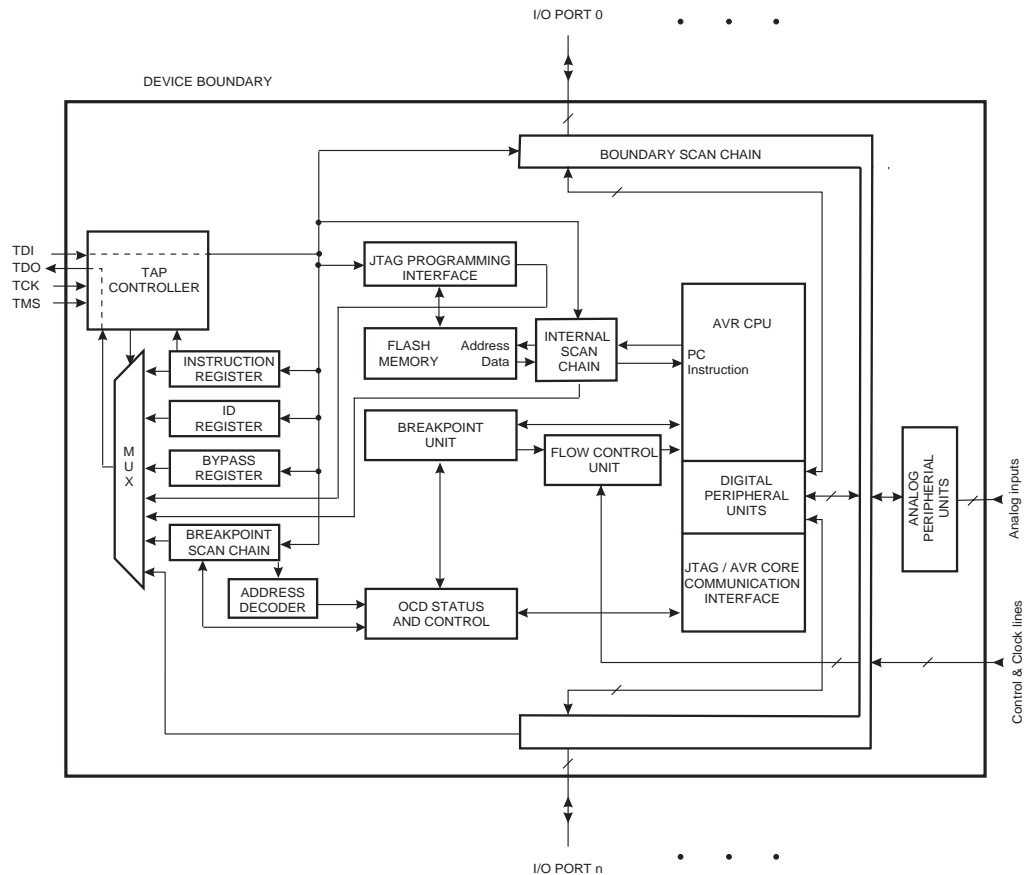 I/O PORT 0
DEVICE BOUNDARY
BOUNDARY SCAN CHAIN
TDI
TDO
TCK
TMS
TAP
CONTROLLER
JTAG PROGRAMMING
INTERFACE
AVR CPU
FLASH
MEMORY
Address
Data
INTERNAL
SCAN
CHAIN
PC
Instruction
INSTRUCTION
REGISTER
ID
REGISTER
M
U
X
BREAKPOINT
UNIT
FLOW CONTROL
UNIT
BYPASS
REGISTER
DIGITAL
PERIPHERAL
UNITS
ANALOG
PERIPHERIAL
UNITS
Analog inputs
BREAKPOINT
SCAN CHAIN
JTAG / AVR CORE
COMMUNICATION
INTERFACE
ADDRESS
DECODER
OCD STATUS
AND CONTROL
Control & Clock lines
I/O PORT n